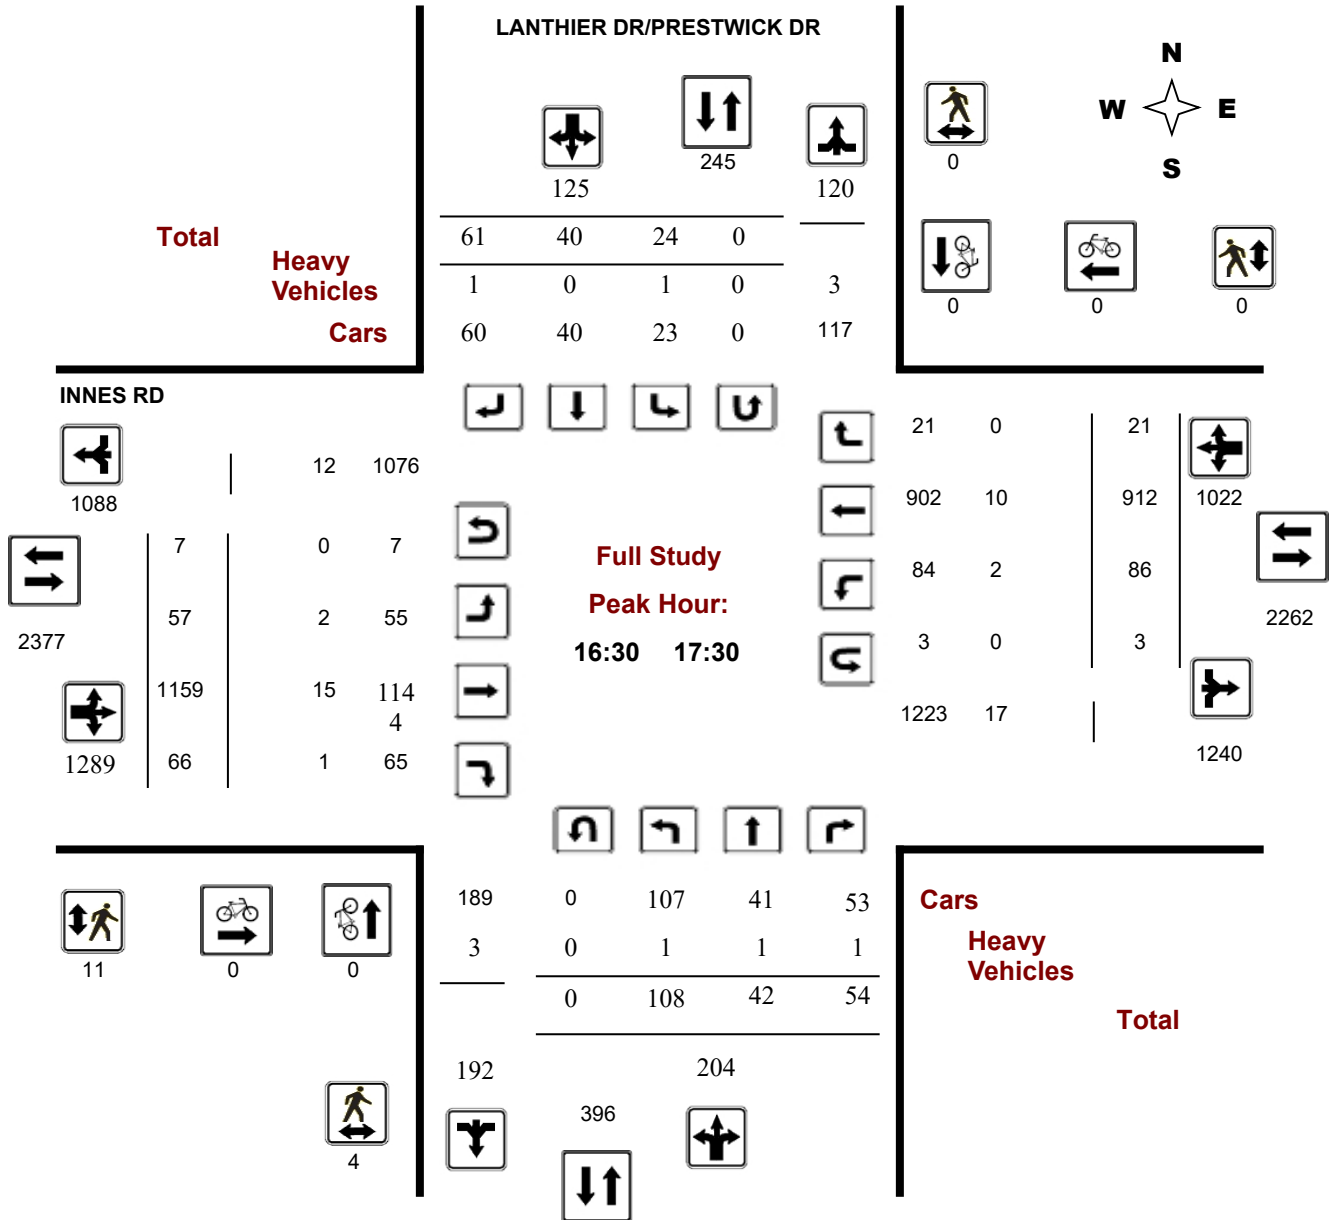 LANTHIER DR/PRESTWICK DR
N
W E
S
245
125
120
0
Total
61 40 24 0
Heavy
Vehicles
1 0 1 0 3
0 0 0
Cars
60 40 23 0 117
INNES RD
21 0 21
12 1076
1088
902 10 912 1022
7 0 7
Full Study
84 2 86
57 2 55
Peak Hour:
2262
2377
16:30 17:30
3 0 3
1159 15 114
4
1223 17
1289 66 1 65
1240
189 0 107 41 53
Cars
3 0 1 1 1
Heavy
Vehicles
11 0 0
0 108 42 54
Total
192 204
396
4